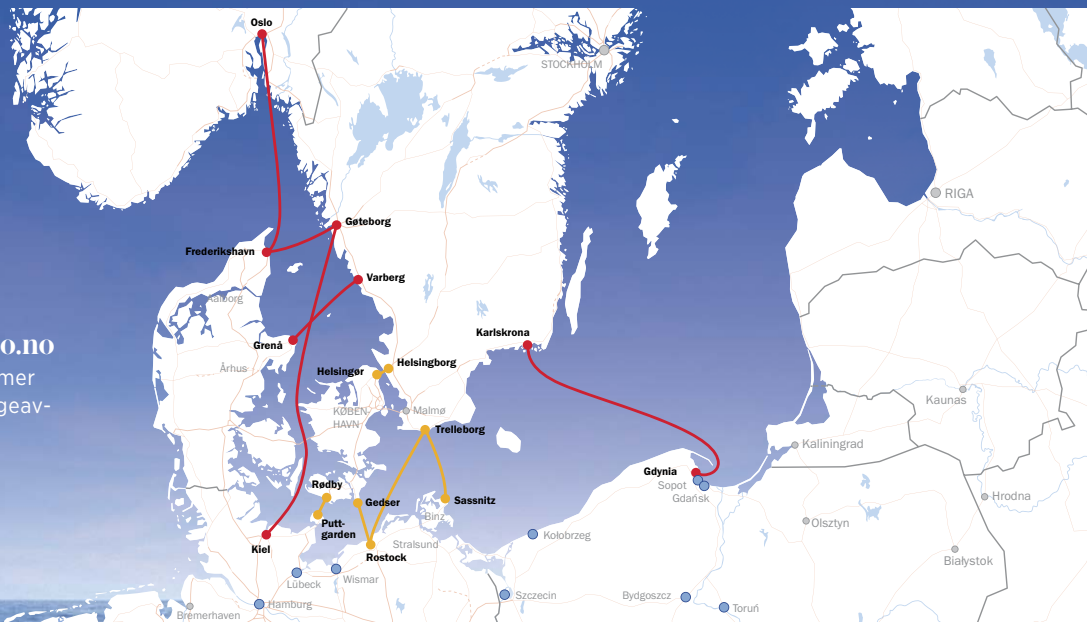 Oslo
STOCKHOLM
RIGA
Gøteborg
Frederikshavn
Varberg
Aalborg
o.no
mer
geav-
Grenå
Karlskrona
Århus
Helsingør
Helsingborg
Kaunas
KØBEN-
HAVN
Malmø
Trelleborg
Kaliningrad
Gdynia
Sopot
Gdańsk
Rødby
Gedser
Sassnitz
Hrodna
Binz
Putt-
garden
Olsztyn
Kołobrzeg
Kiel
Stralsund
Rostock
Białystok
Lübeck
Wismar
Szczecin
Bydgoszcz
Toruń
Hamburg
Bremerhaven